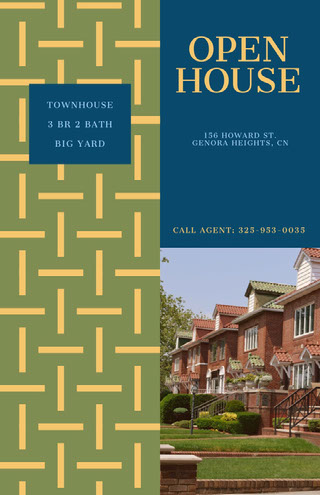 OPEN
HOUSE
TOWNHOUSE
3 BR 2 BATH
BIG YARD
156 HOWARD ST.
GENORA HEIGHTS, CN
CALL AGENT: 325-953-0035